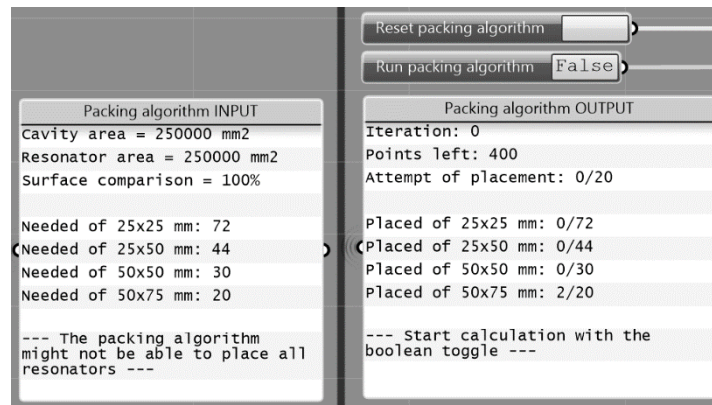 Reset packing algorithm
Run packing algorithm False
Packing algorithm INPUT
Cavity area = 250000 mm2
Resonator area = 250000 mm2
Surface comparison = 100%
Needed of 25x25 mm: 72
Needed of 25x50 mm: 44
Needed of 50x50 mm: 30
Needed of 50x75 mm: 20
--- The packing algorithm
might not be able to place all
resonators ---
Packing algorithm OUTPUT
Iteration: 0
Points left: 400
Attempt of placement: 0/20
Placed of 25x25 mm: 0/72
Placed of 25x50 mm: 0/44
Placed of 50x50 mm: 0/30
Placed of 50x75 mm: 2/20
--- Start calculation with the
boolean toggle ---